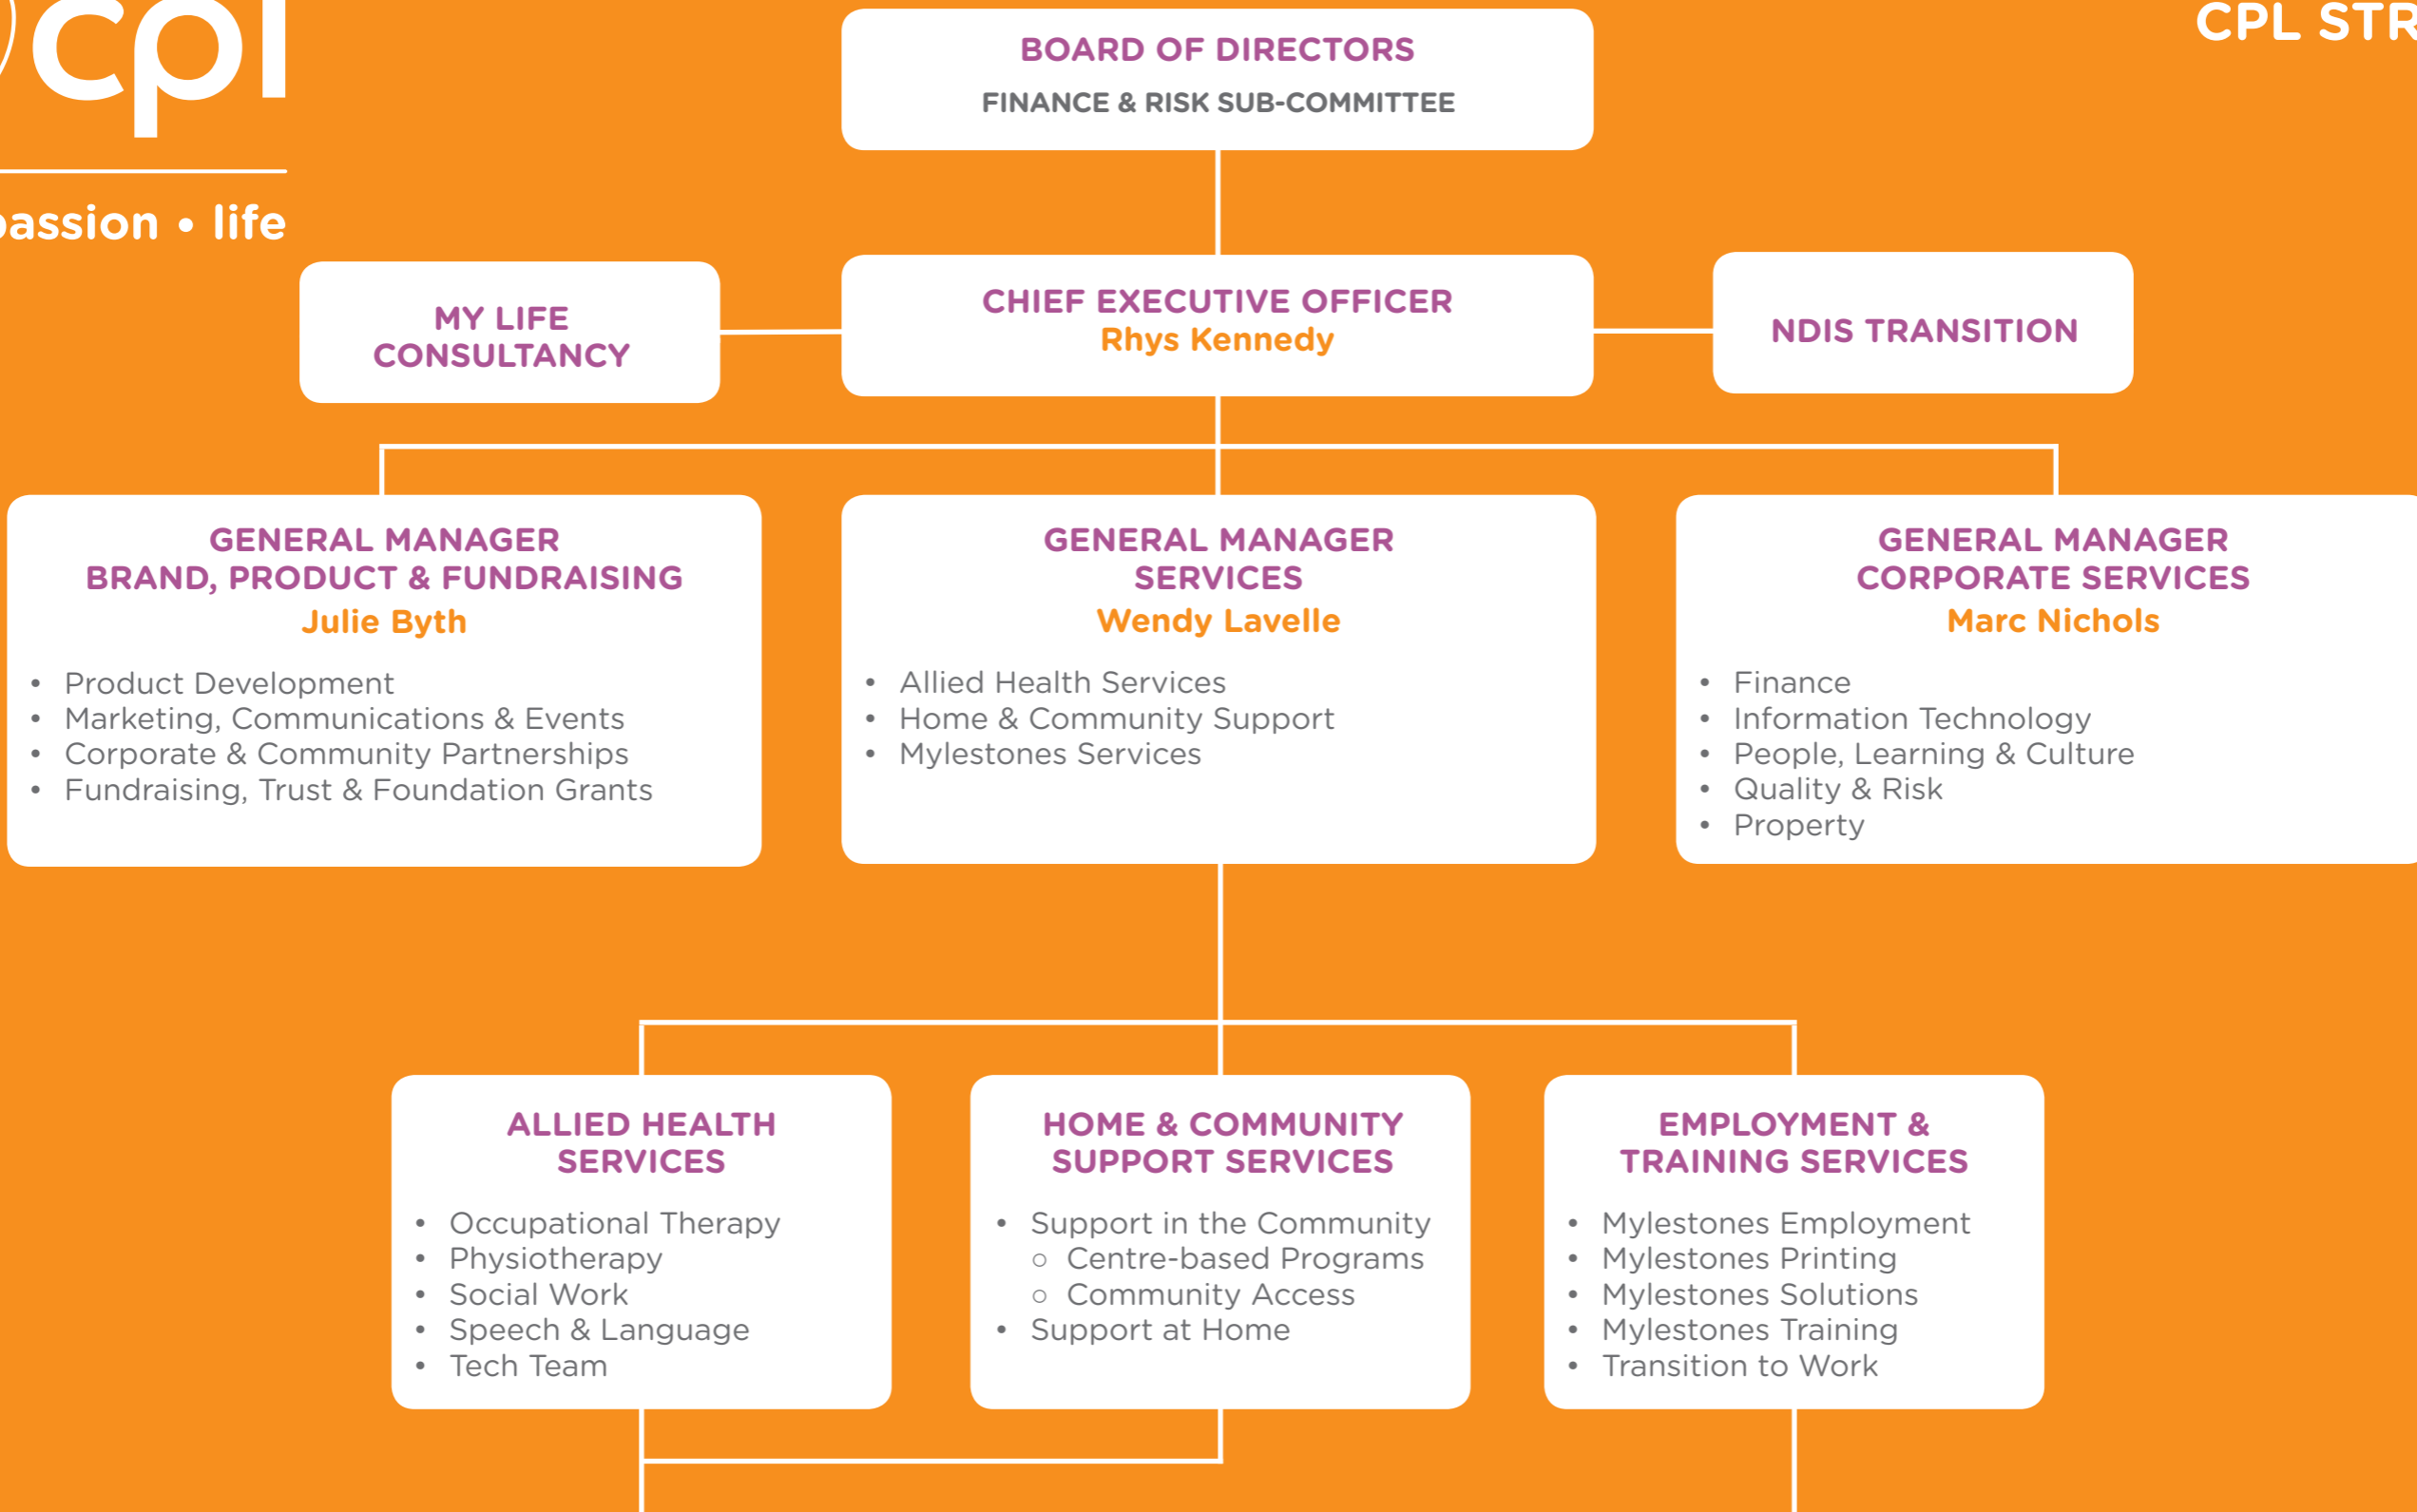 cpl
CPL
BOARD OF DIRECTORS
FINANCE & RISK SUB-COMMITTEE
• life
MY LIFE
CONSULTANCY
CHIEF EXECUTIVE OFFICER
Rhys Kennedy
NDIS TRANSITION
GENERAL MANAGER
BRAND, PRODUCT & FUNDRAISING
Julie Byth
• Product Development
• Marketing, Communications & Events
• Corporate & Community Partnerships
• Fundraising, Trust & Foundation Grants
GENERAL MANAGER
SERVICES
Wendy Lavelle
• Allied Health Services
• Home & Community Support
• Mylestones Services
GENERAL MANAGER
CORPORATE SERVICES
Marc Nichols
• Finance
• Information Technology
• People, Learning & Culture
• Quality & Risk
• Property
ALLIED HEALTH
SERVICES
• Occupational Therapy
• Physiotherapy
• Social Work
• Speech & Language
• Tech Team
HOME & COMMUNITY
SUPPORT SERVICES
• Support in the Community
○ Centre-based Programs
○ Community Access
• Support at Home
EMPLOYMENT &
TRAINING SERVICES
• Mylestones Employment
• Mylestones Printing
• Mylestones Solutions
• Mylestones Training
• Transition to Work